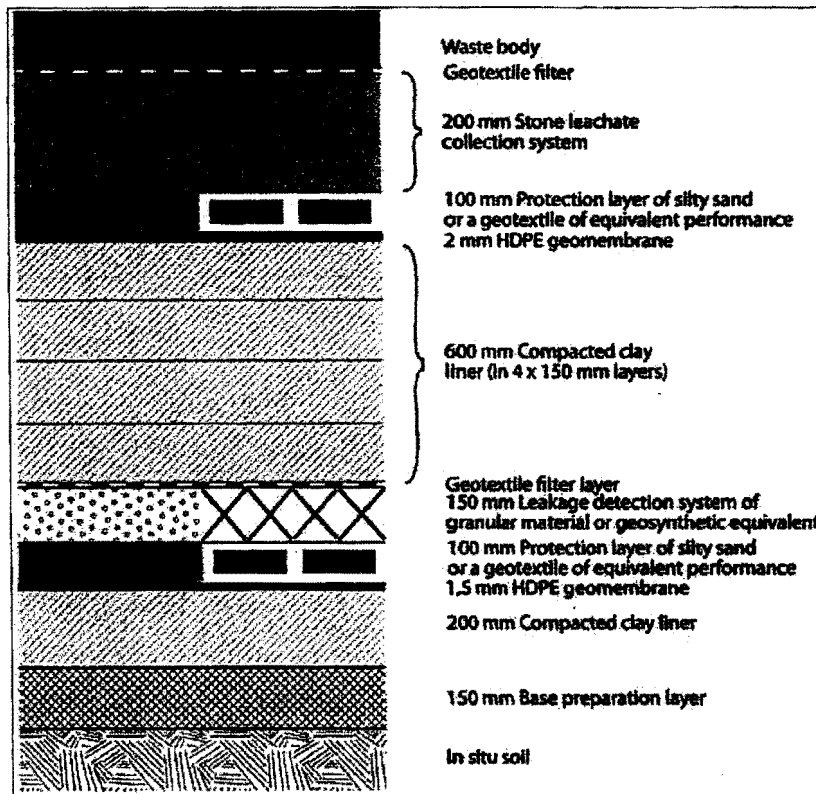 Waste body
Geotextile filter
200 mm Stone leachate
collection system
100 mm Protection layer of silty sand
or a geotextile of equivalent performance
2 mm HDPE geomembrane
600 mm Compacted clay
liner (in 4 x 150 mm layers)
Geotextile filter layer
150 mm Leakage detection system of
granular material or geosynthetic equivalent
100 mm Protection layer of silty sand
or a geotextile of equivalent performance
1,5 mm HDPE geomembrane
200 mm Compacted clay liner
150 mm Base preparation layer
In situ soil